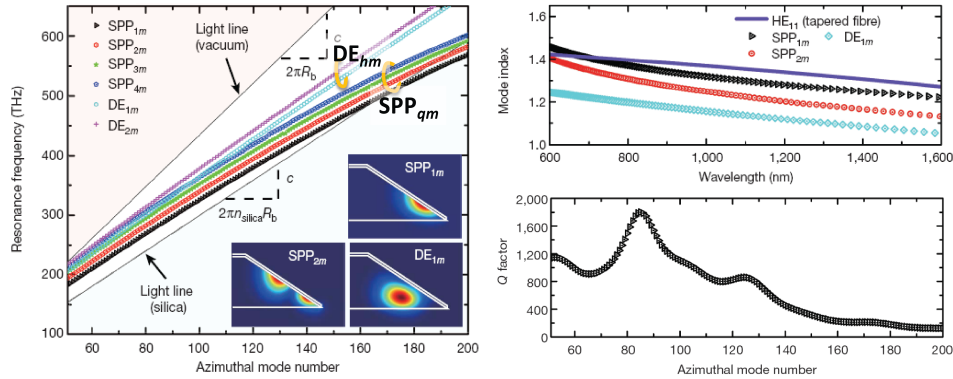 SPP1m
SPP2m
SPP3m
SPP4m
DE1m
DE2m
Light line
(vacuum)
c
2πRb
DEhm
SPPqm
c
2πnsilicaRb
SPP1m
SPP2m
DE1m
Light line
(silica)
Resonance frequency (THz)
600
500
400
300
200
100
60 80 100 120 140 160 180 200
Azimuthal mode number
HE11 (tapered fibre)
SPP1m DE1m
SPP2m
Mode index
1.6
1.4
1.2
1.0
600 800 1,000 1,200 1,400 1,600
Wavelength (nm)
Q factor
2,000
1,600
1,200
800
400
0
60 80 100 120 140 160 180 200
Azimuthal mode number